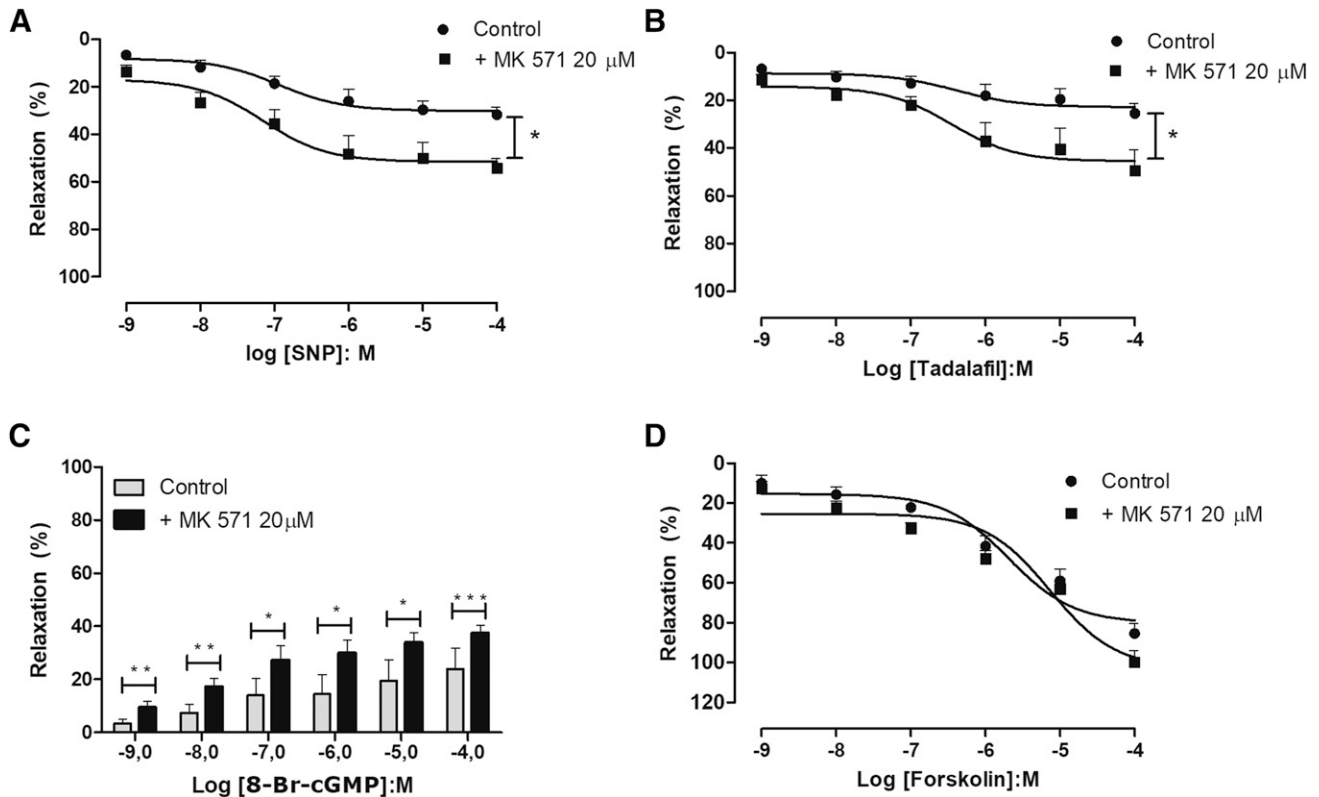 A
Control
+ MK 571 20 μM
0
20
40
60
80
100
Relaxation (%)
*
-9 -8 -7 -6 -5 -4
log [SNP]: M
B
Control
+ MK 571 20 μM
0
20
40
60
80
100
Relaxation (%)
*
-9 -8 -7 -6 -5 -4
Log [Tadalafil]:M
C
Control
+ MK 571 20μM
100
80
60
40
20
0
Relaxation (%)
** ** * * * ***
-9,0 -8,0 -7,0 -6,0 -5,0 -4,0
Log [8-Br-cGMP]:M
D
Control
+ MK 571 20 μM
0
20
40
60
80
100
120
Relaxation (%)
-9 -8 -7 -6 -5 -4
Log [Forskolin]:M